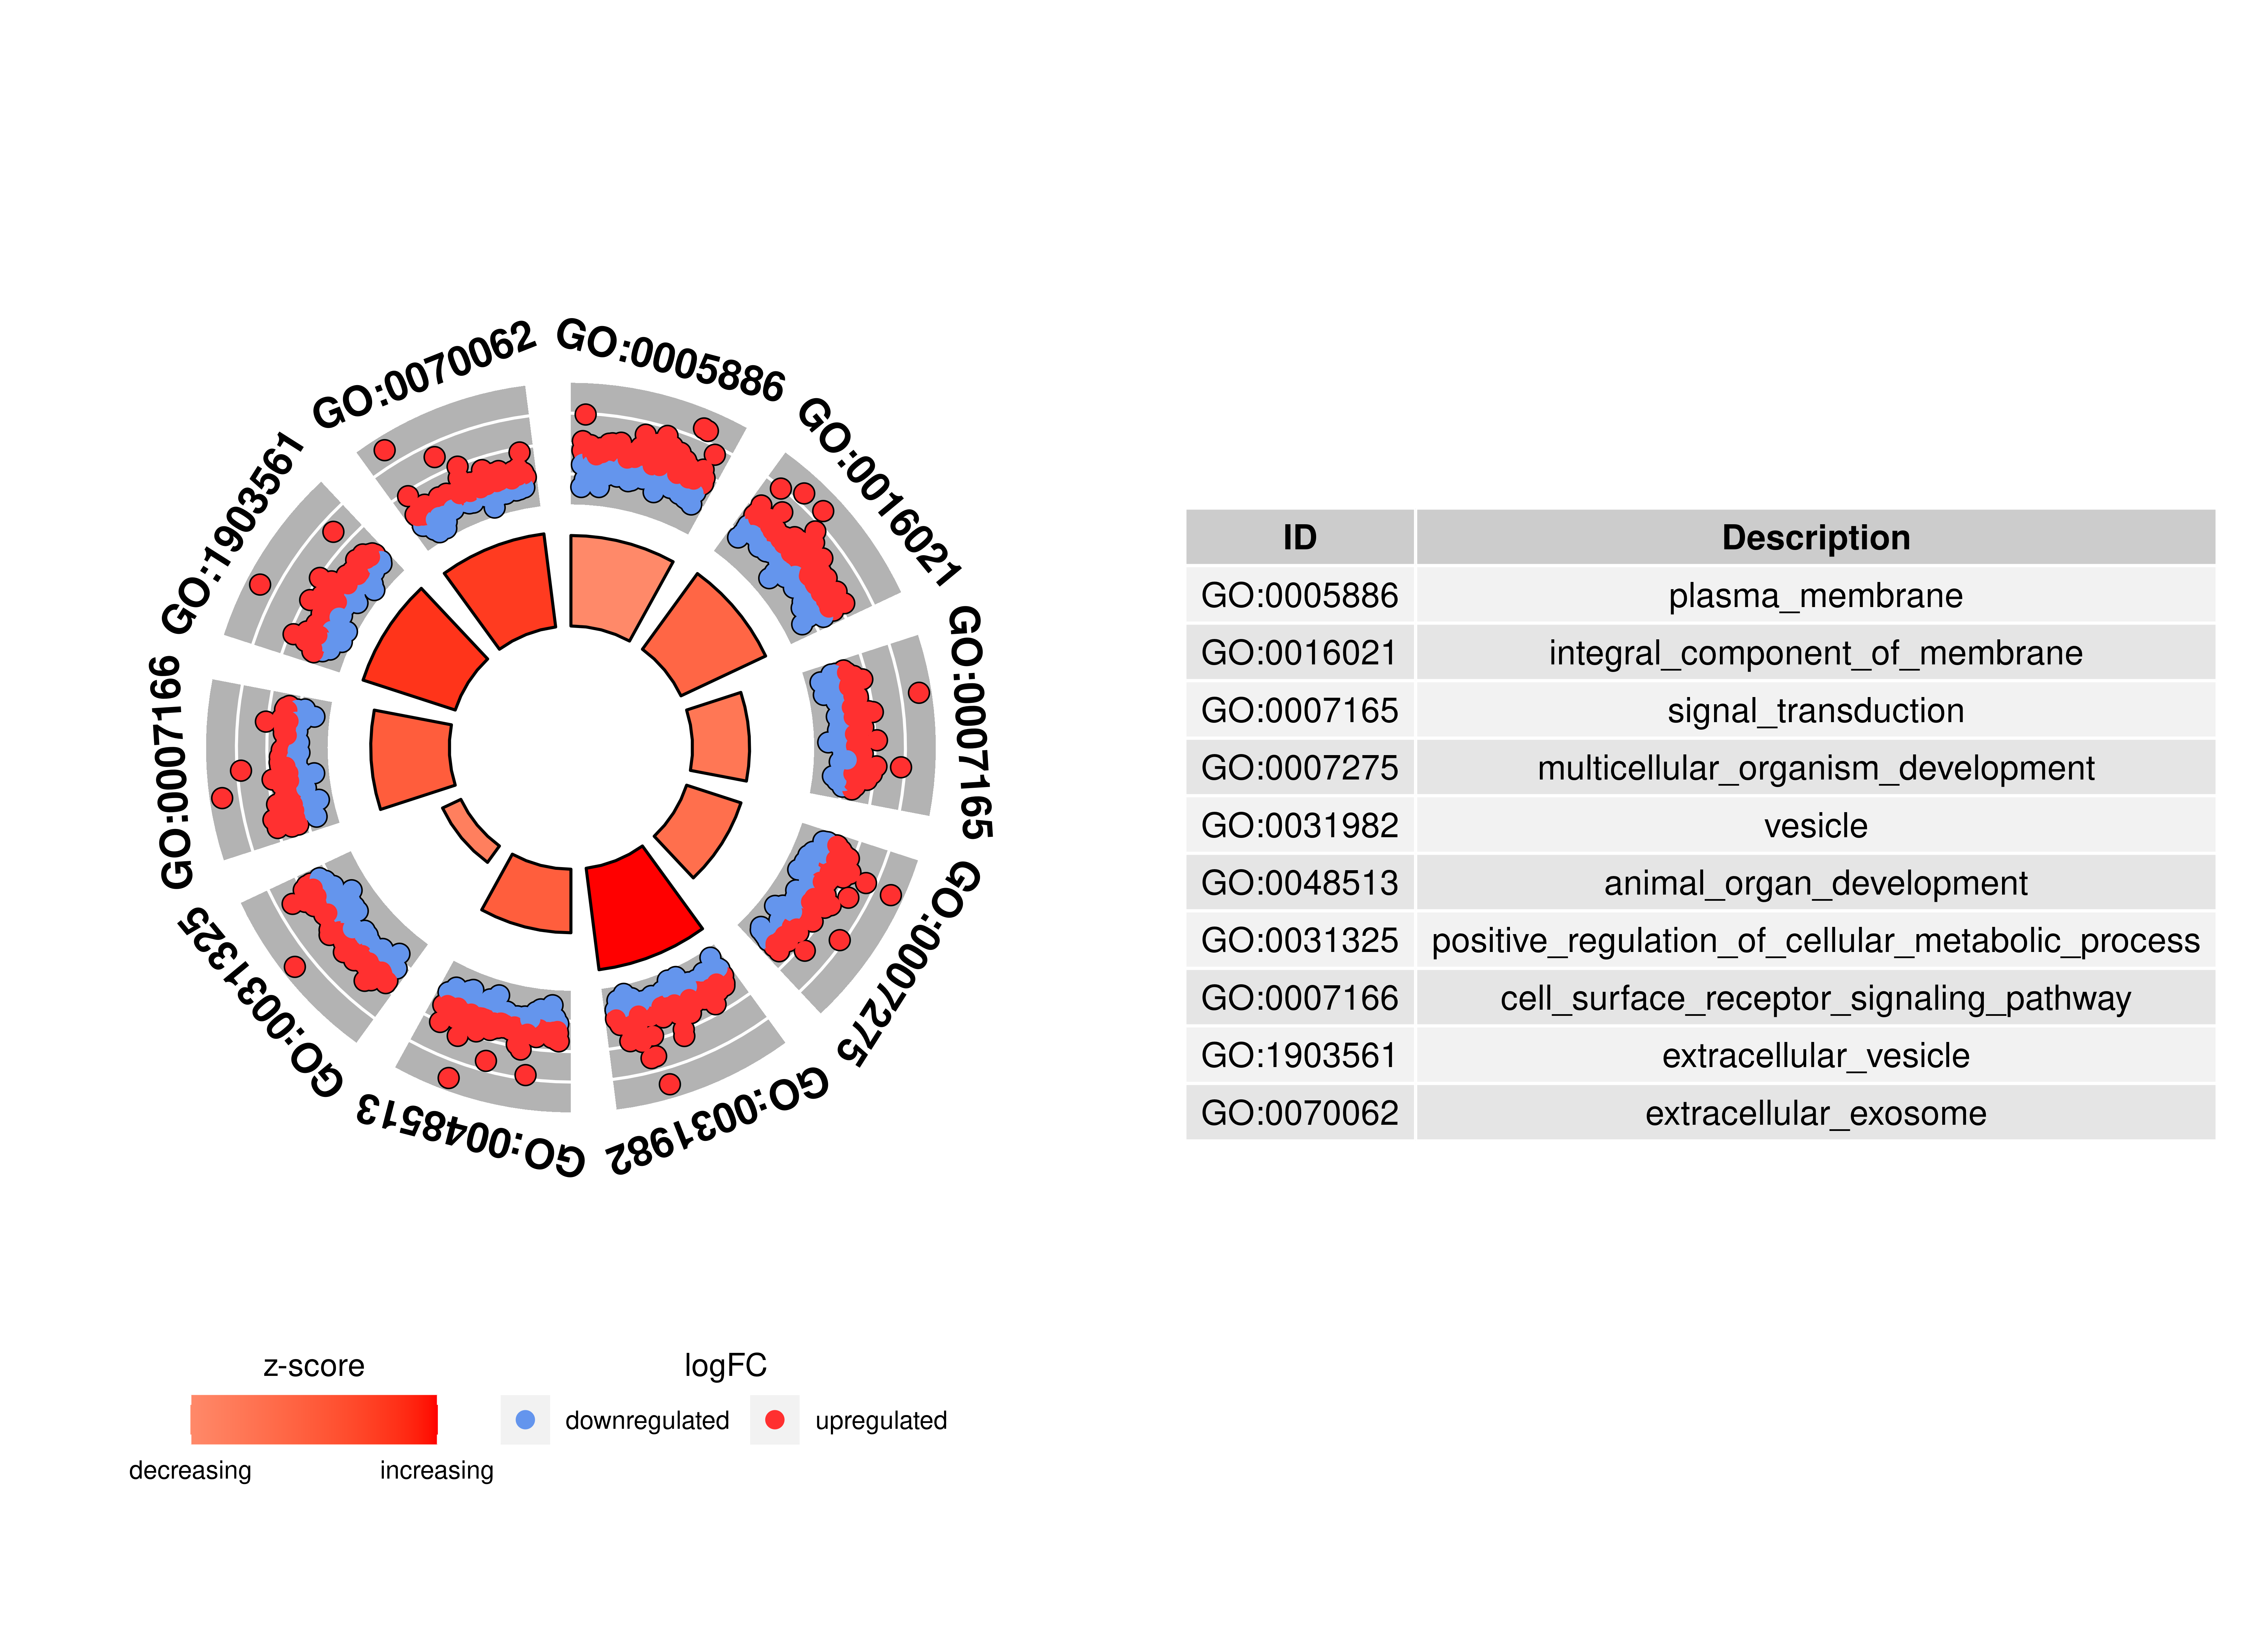 GO:0005886
GO:0016021
GO:0007165
GO:0007275
GO:0031982
GO:0048513
GO:0031325
GO:0007166
GO:1903561
GO:0070062
ID Description
GO:0005886 plasma_membrane
GO:0016021 integral_component_of_membrane
GO:0007165 signal_transduction
GO:0007275 multicellular_organism_development
GO:0031982 vesicle
GO:0048513 animal_organ_development
GO:0031325 positive_regulation_of_cellular_metabolic_process
GO:0007166 cell_surface_receptor_signaling_pathway
GO:1903561 extracellular_vesicle
GO:0070062 extracellular_exosome
z-score
decreasing increasing
logFC
downregulated upregulated